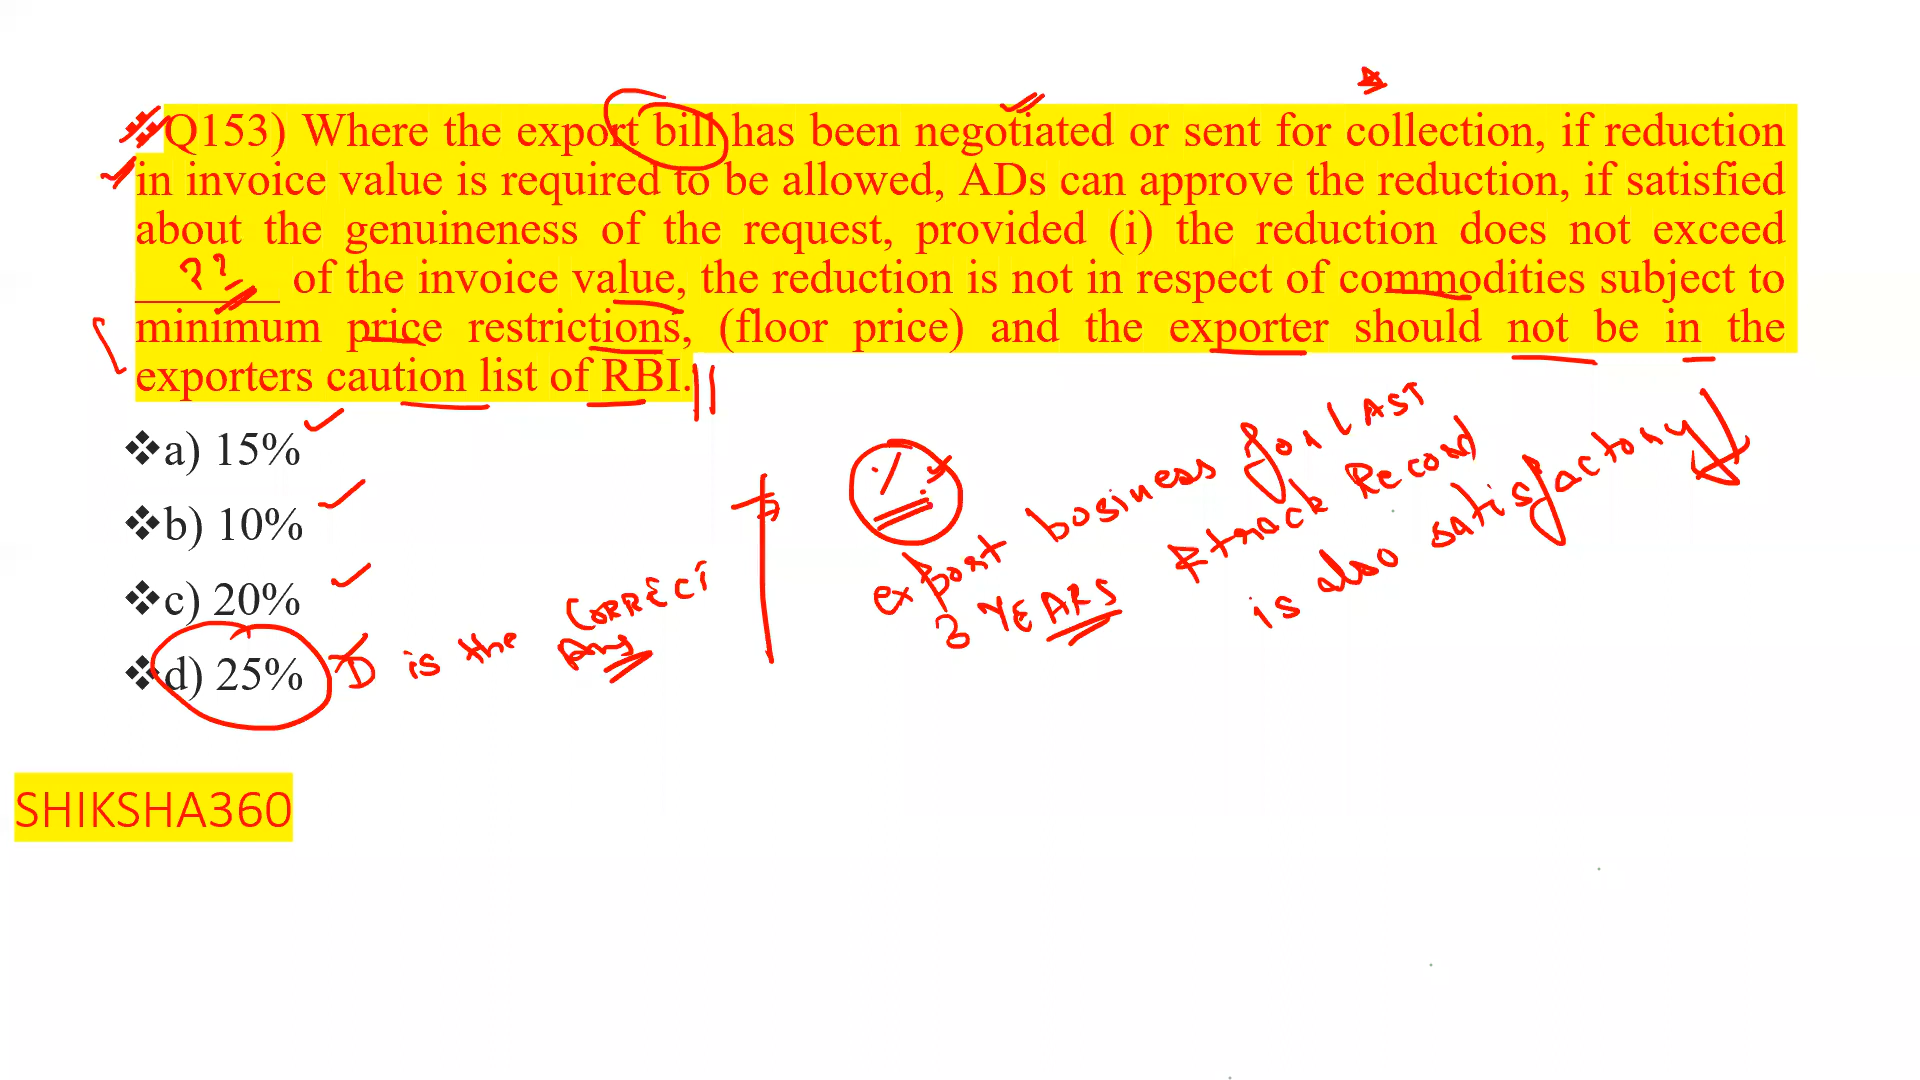 ❖Q153) Where the export bill has been negotiated or sent for collection, if reduction
in invoice value is required to be allowed, ADs can approve the reduction, if satisfied
about the genuineness of the request, provided (i) the reduction does not exceed
?? ______ of the invoice value, the reduction is not in respect of commodities subject to
minimum price restrictions, (floor price) and the exporter should not be in the
exporters caution list of RBI.
❖a) 15%
❖b) 10%
❖c) 20%
❖d) 25%
D is the CORRECT Ans
%
export business for LAST
3 YEARS & track Record
is also satisfactory
SHIKSHA360